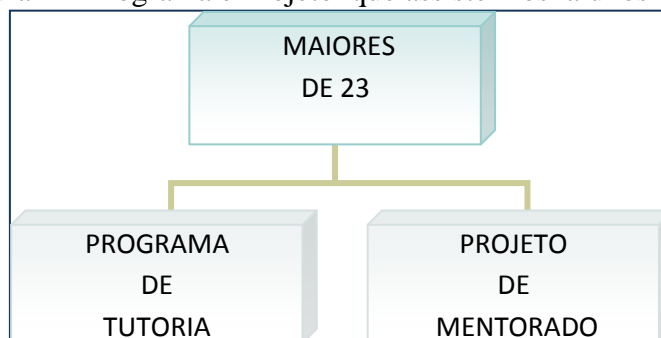 MAIORES
DE 23
PROGRAMA
DE
TUTORIA
PROJETO
DE
MENTORADO